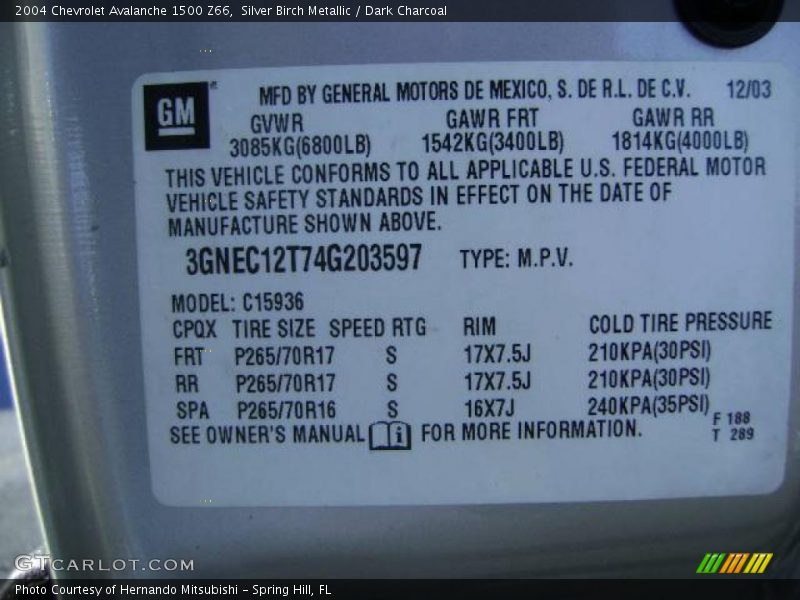 2004 Chevrolet Avalanche 1500 Z66,  Silver Birch Metallic / Dark Charcoal
GM
MFD BY GENERAL MOTORS DE MEXICO, S. DE R.L. DE C.V. 12/03
GVWR GAWR FRT GAWR RR
3085KG(6800LB) 1542KG(3400LB) 1814KG(4000LB)
THIS VEHICLE CONFORMS TO ALL APPLICABLE U.S. FEDERAL MOTOR
VEHICLE SAFETY STANDARDS IN EFFECT ON THE DATE OF
MANUFACTURE SHOWN ABOVE.
3GNEC12T74G203597 TYPE: M.P.V.
MODEL: C15936
CPQX TIRE SIZE SPEED RTG RIM COLD TIRE PRESSURE
FRT P265/70R17 S 17X7.5J 210KPA(30PSI)
RR P265/70R17 S 17X7.5J 210KPA(30PSI)
SPA P265/70R16 S 16X7J 240KPA(35PSI)
SEE OWNER'S MANUAL i FOR MORE INFORMATION.
F 188
T 289
GTcarlot.com
Photo Courtesy of Hernando Mitsubishi – Spring Hill, FL